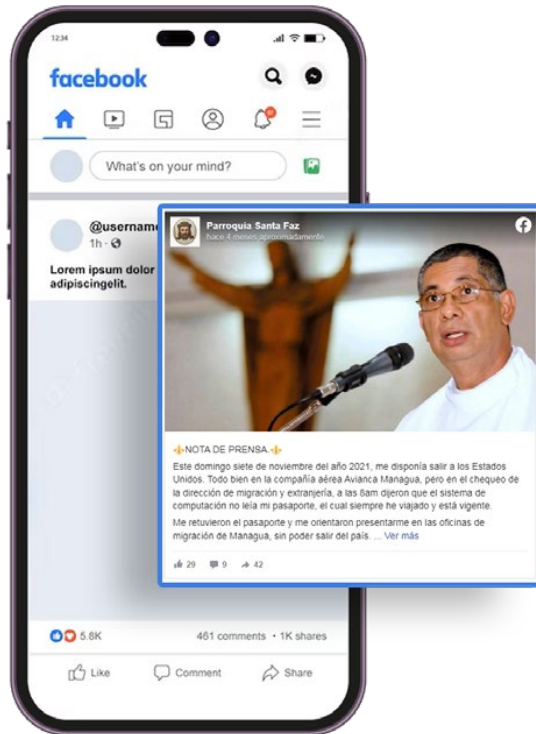 12:34
facebook
What's on your mind?
@username
1h ·
Lorem ipsum dolor
adipiscingelit.
Parroquia Santa Faz
hace 4 meses aproximadamente
NOTA DE PRENSA.
Este domingo siete de noviembre del año 2021, me disponía salir a los Estados
Unidos. Todo bien en la compañía aérea Avianca Managua, pero en el chequeo de
la dirección de migración y extranjería, a las 6am dijeron que el sistema de
computación no leía mi pasaporte, el cual siempre he viajado y está vigente.
Me retuvieron el pasaporte y me orientaron presentarme en las oficinas de
migración de Managua, sin poder salir del país. ... Ver más
29 9 42
5.8K 461 comments • 1K shares
Like Comment Share